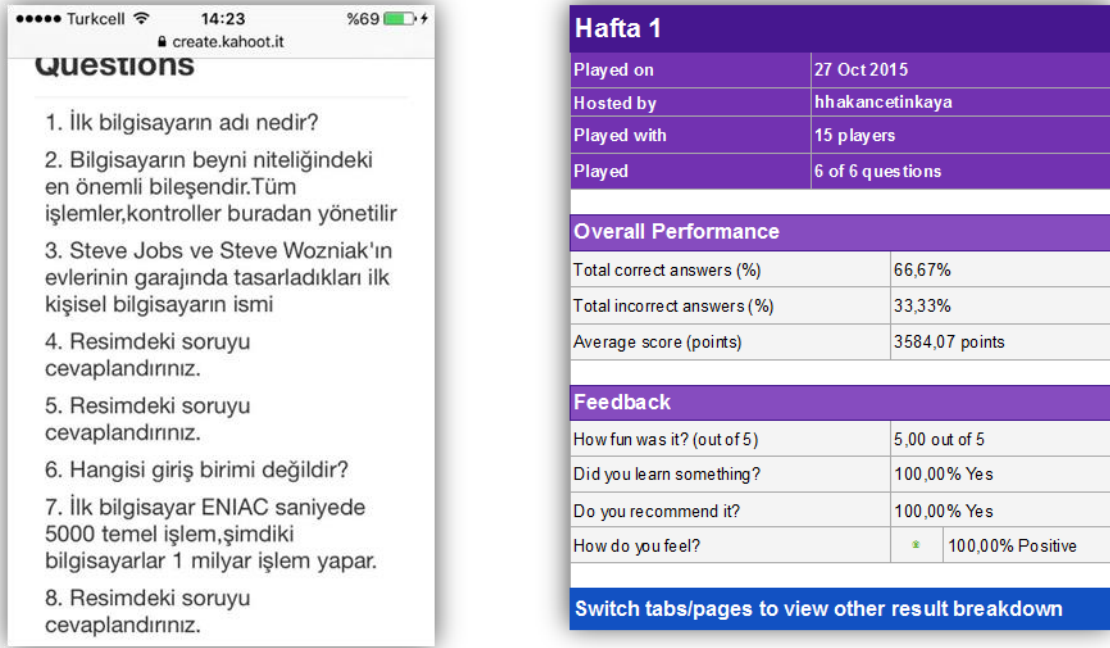 Turkcell 14:23 %69
create.kahoot.it
Questions
1. İlk bilgisayarın adı nedir?
2. Bilgisayarın beyni niteliğindeki
en önemli bileşendir.Tüm
işlemler,kontroller buradan yönetilir
3. Steve Jobs ve Steve Wozniak'ın
evlerinin garajında tasarladıkları ilk
kişisel bilgisayarın ismi
4. Resimdeki soruyu
cevaplandırınız.
5. Resimdeki soruyu
cevaplandırınız.
6. Hangisi giriş birimi değildir?
7. İlk bilgisayar ENIAC saniyede
5000 temel işlem,şimdiki
bilgisayarlar 1 milyar işlem yapar.
8. Resimdeki soruyu
cevaplandırınız.
Hafta 1
Played on 27 Oct 2015
Hosted by hhakancetinkaya
Played with 15 players
Played 6 of 6 questions
Overall Performance
Total correct answers (%) 66,67%
Total incorrect answers (%) 33,33%
Average score (points) 3584,07 points
Feedback
How fun was it? (out of 5) 5,00 out of 5
Did you learn something? 100,00% Yes
Do you recommend it? 100,00% Yes
How do you feel? 100,00% Positive
Switch tabs/pages to view other result breakdown